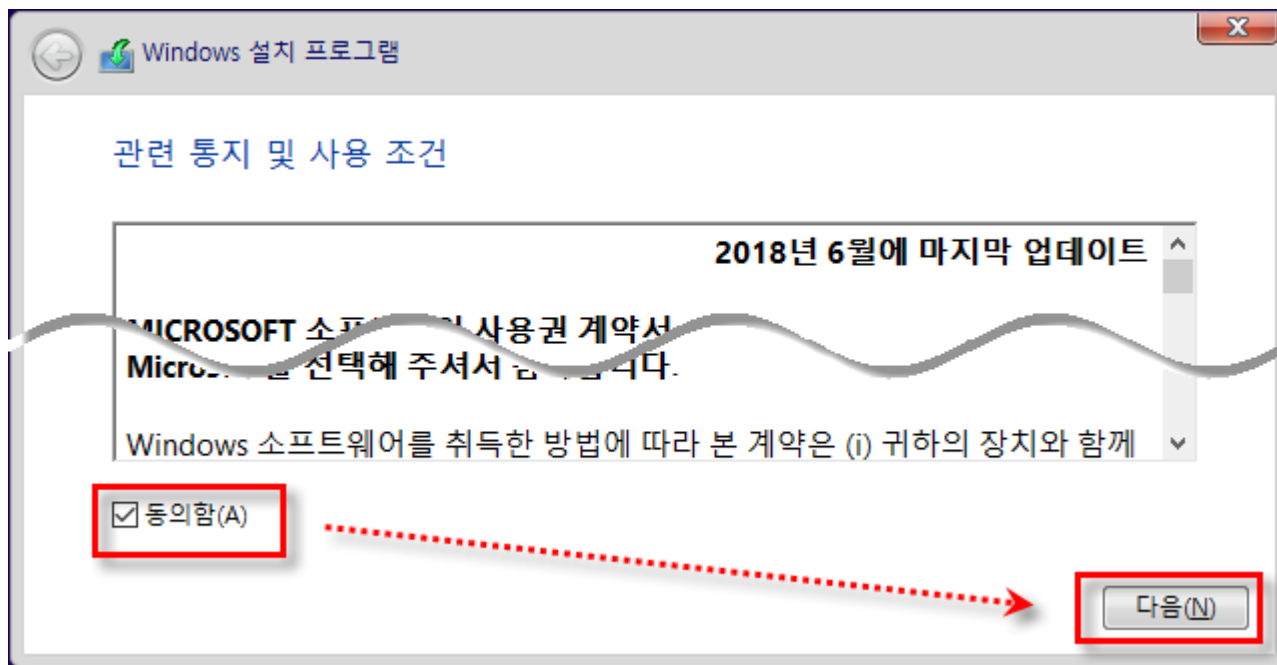 Windows 설치 프로그램
관련 통지 및 사용 조건
2018년 6월에 마지막 업데이트
MICROSOFT 사용권 계약서
선택해 주셔서
Windows 소프트웨어를 취득한 방법에 따라 본 계약은 (i) 귀하의 장치와 함께
동의함(A)
다음(N)